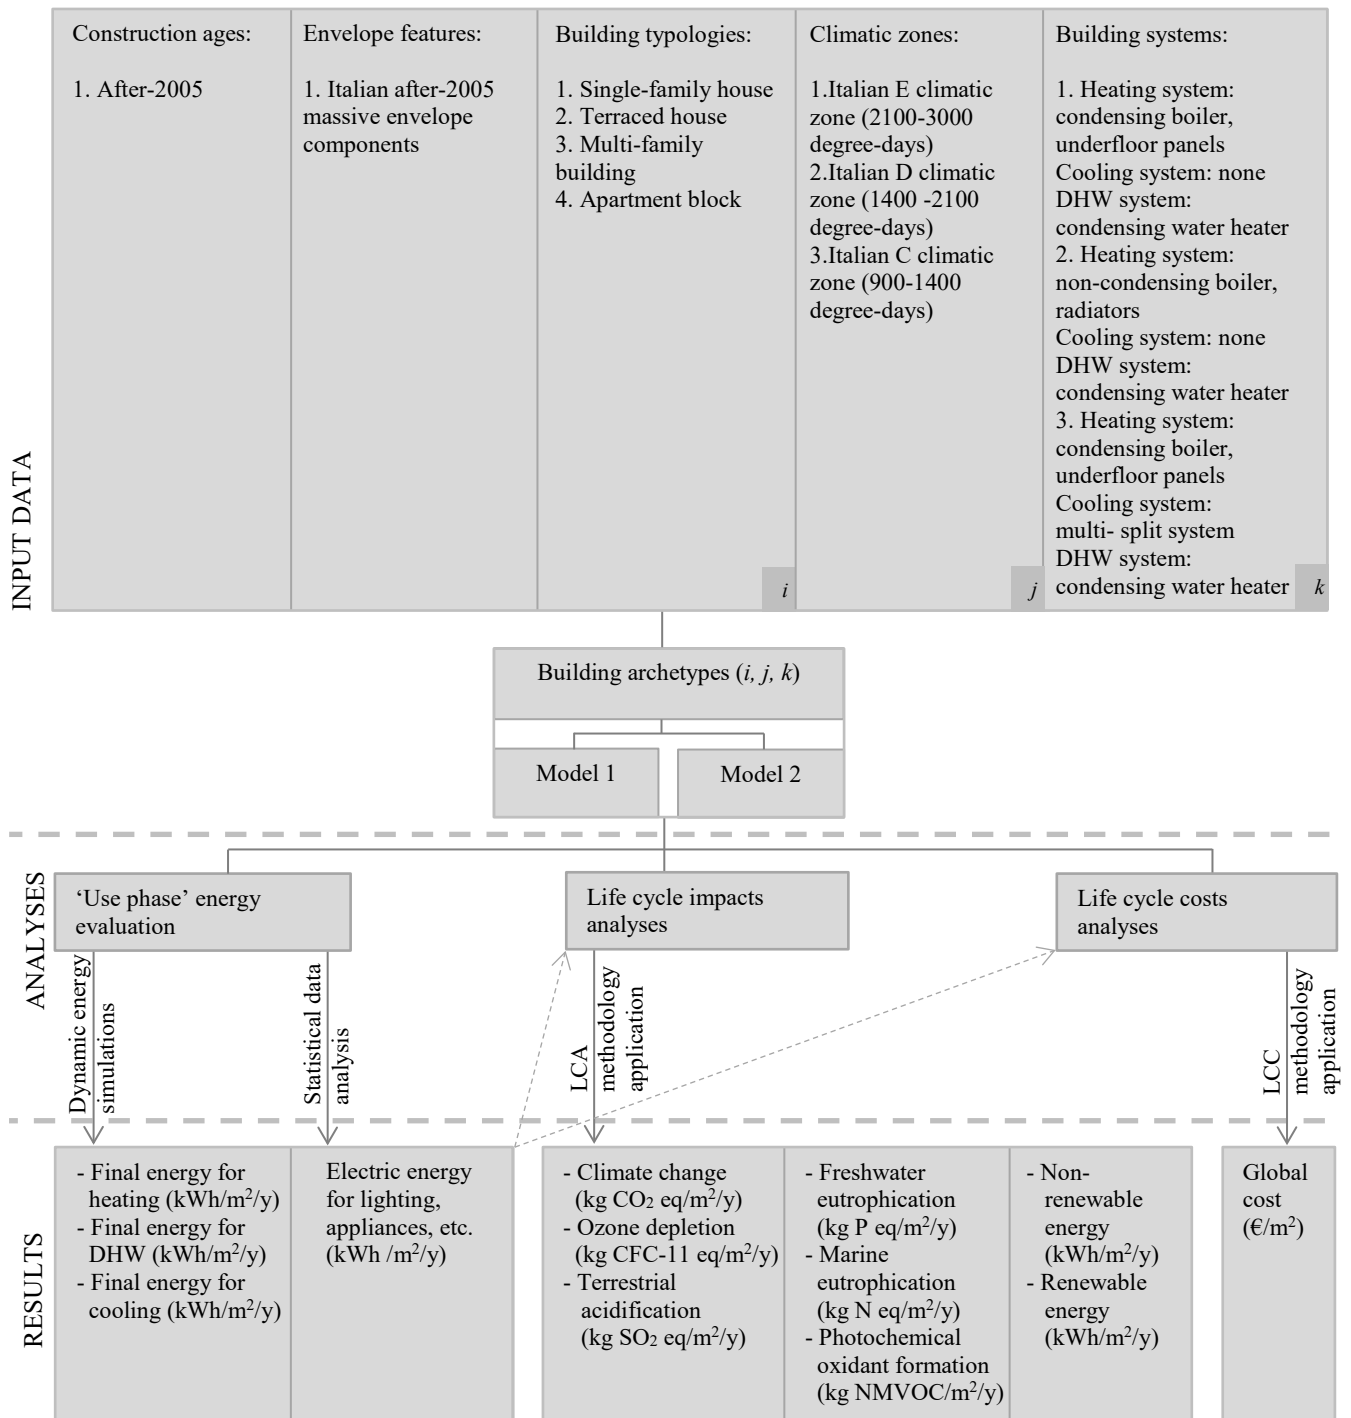 INPUT DATA
Construction ages:
1. After-2005
Envelope features:
1. Italian after-2005
massive envelope
components
Building typologies:
1. Single-family house
2. Terraced house
3. Multi-family
building
4. Apartment block
i
Climatic zones:
1.Italian E climatic
zone (2100-3000
degree-days)
2.Italian D climatic
zone (1400 -2100
degree-days)
3.Italian C climatic
zone (900-1400
degree-days)
j
Building systems:
1. Heating system:
condensing boiler,
underfloor panels
Cooling system: none
DHW system:
condensing water heater
2. Heating system:
non-condensing boiler,
radiators
Cooling system: none
DHW system:
condensing water heater
3. Heating system:
condensing boiler,
underfloor panels
Cooling system:
multi- split system
DHW system:
condensing water heater
k
Building archetypes (i, j, k)
Model 1
Model 2
ANALYSES
‘Use phase’ energy
evaluation
Life cycle impacts
analyses
Life cycle costs
analyses
Dynamic energy
simulations
Statistical data
analysis
LCA
methodology
application
LCC
methodology
application
RESULTS
- Final energy for
heating (kWh/m²/y)
- Final energy for
DHW (kWh/m²/y)
- Final energy for
cooling (kWh/m²/y)
Electric energy
for lighting,
appliances, etc.
(kWh /m²/y)
- Climate change
(kg CO₂ eq/m²/y)
- Ozone depletion
(kg CFC-11 eq/m²/y)
- Terrestrial
acidification
(kg SO₂ eq/m²/y)
- Freshwater
eutrophication
(kg P eq/m²/y)
- Marine
eutrophication
(kg N eq/m²/y)
- Photochemical
oxidant formation
(kg NMVOC/m²/y)
- Non-
renewable
energy
(kWh/m²/y)
- Renewable
energy
(kWh/m²/y)
Global
cost
(€/m²)